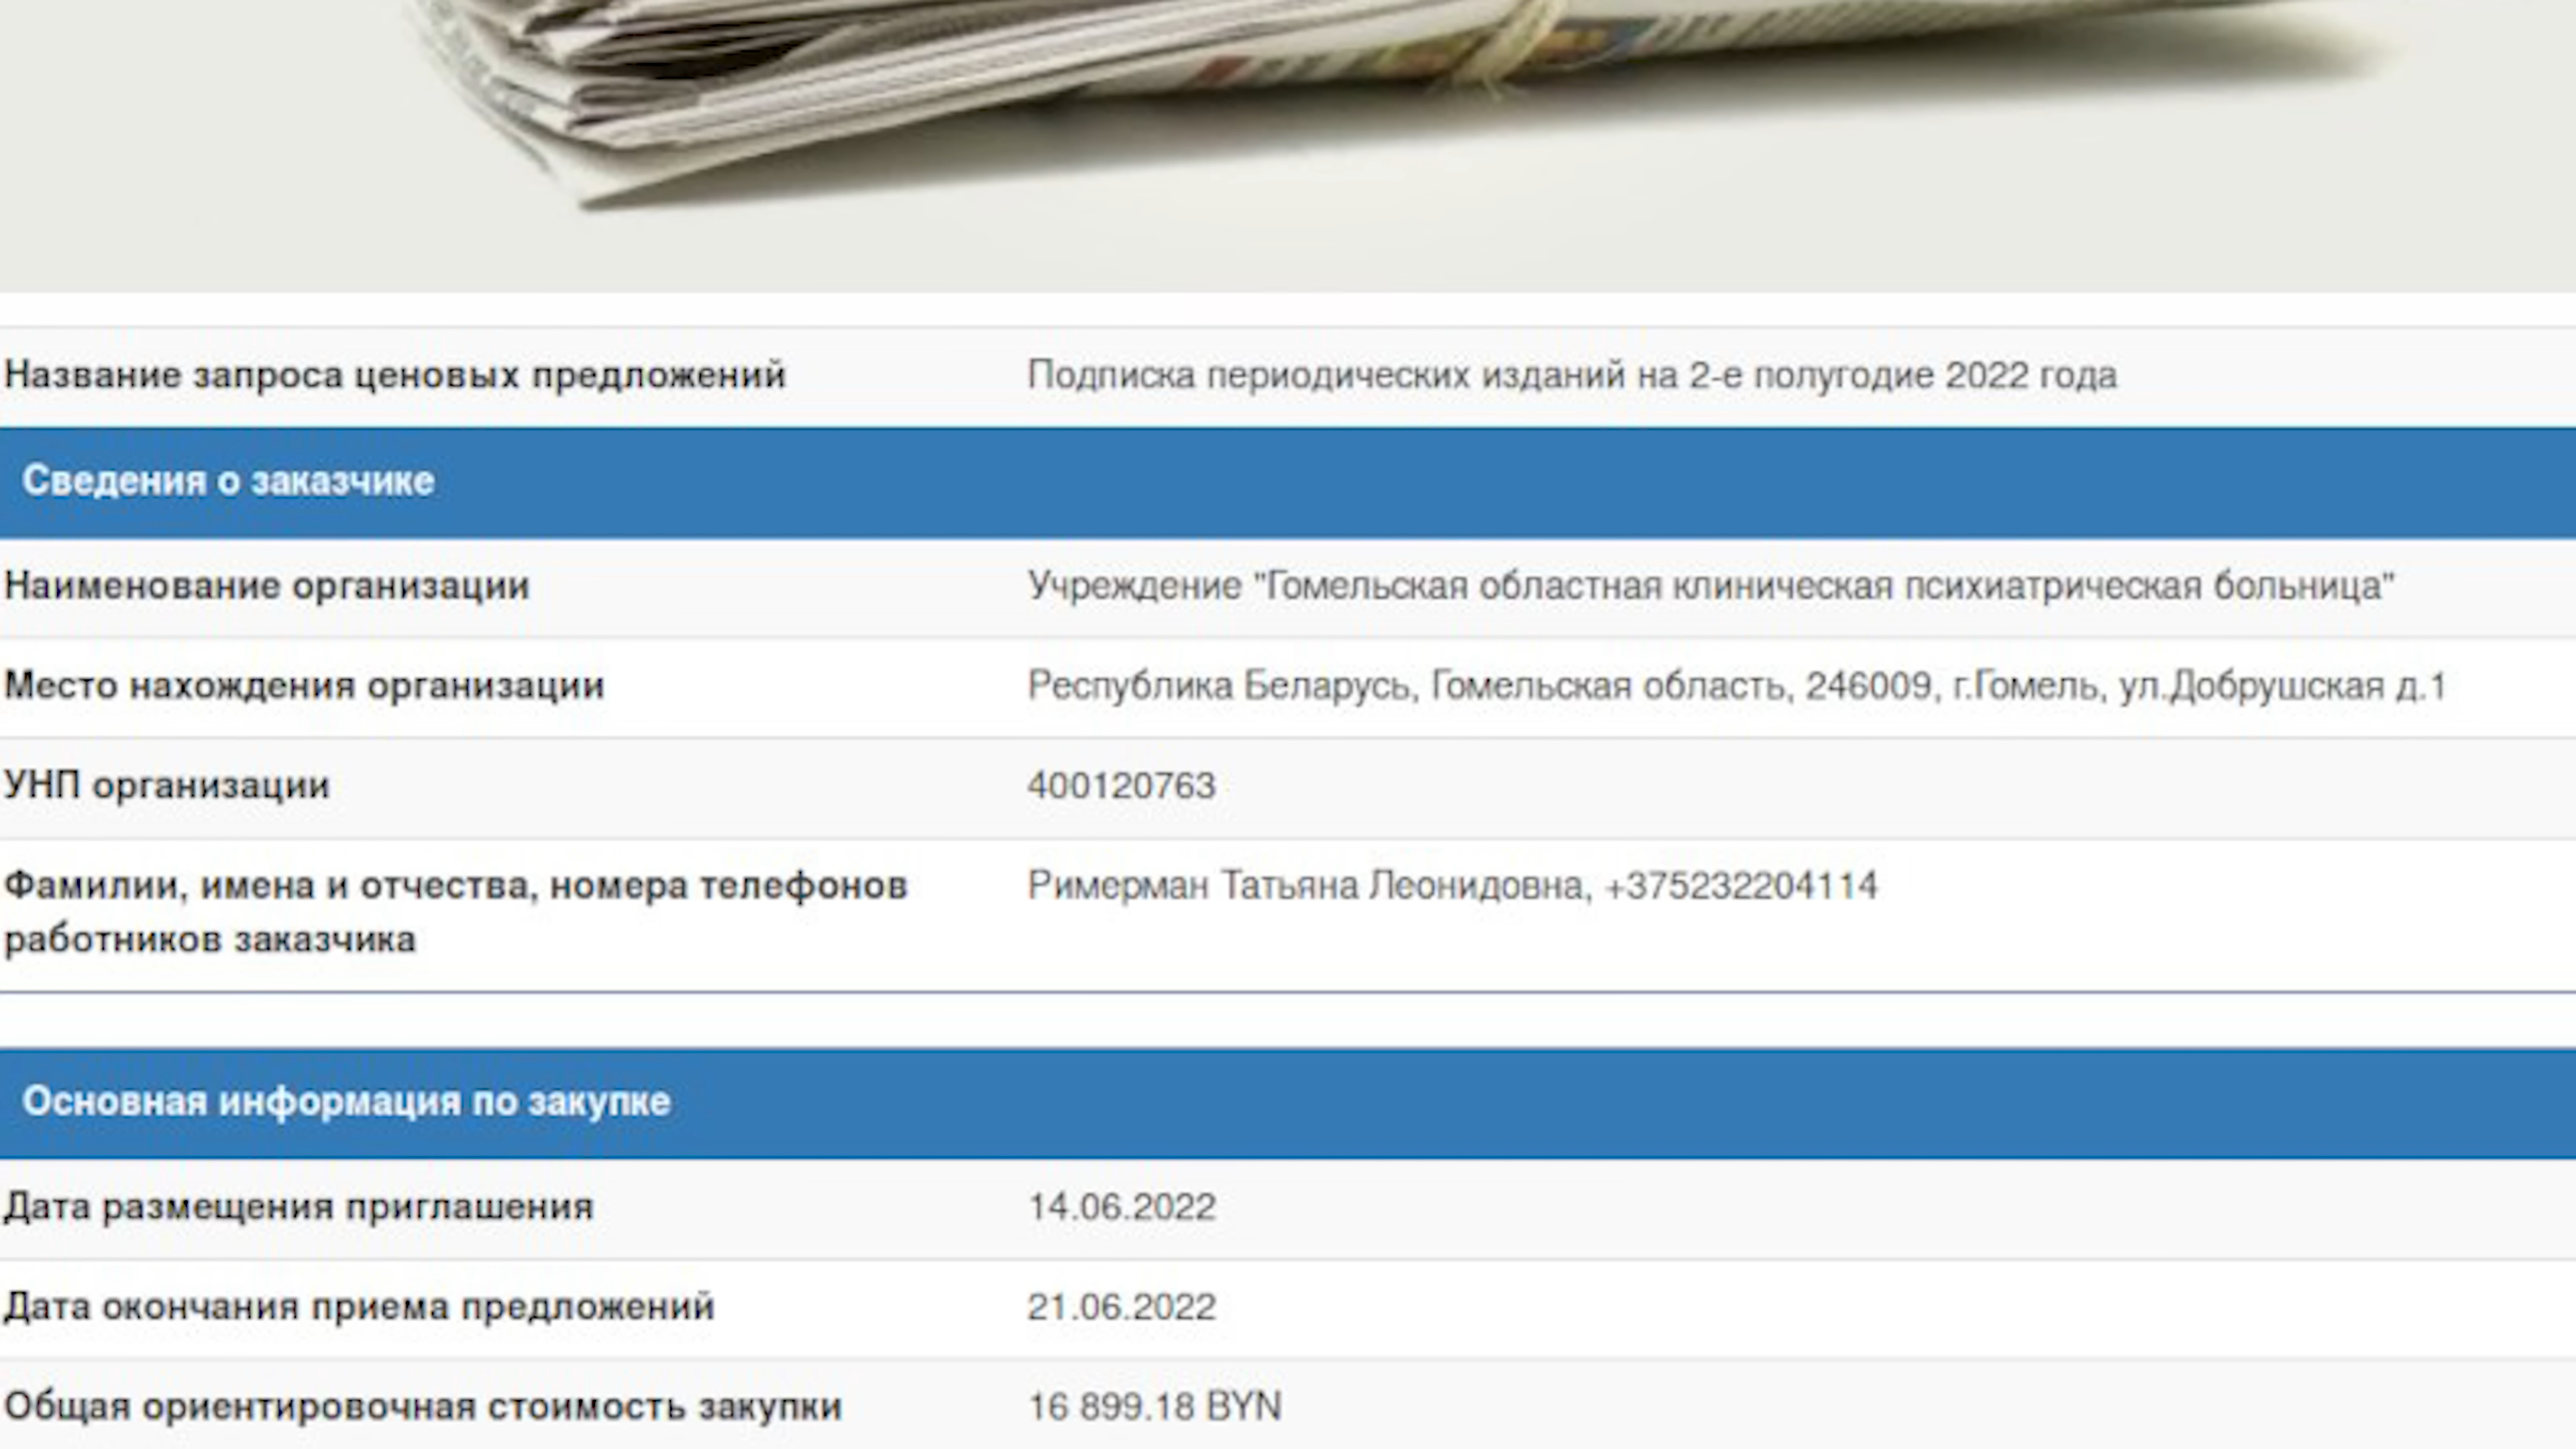 Название запроса ценовых предложений Подписка периодических изданий на 2-е полугодие 2022 года
Сведения о заказчике
Наименование организации Учреждение "Гомельская областная клиническая психиатрическая больница"
Место нахождения организации Республика Беларусь, Гомельская область, 246009, г.Гомель, ул.Добрушская д.1
УНП организации 400120763
Фамилии, имена и отчества, номера телефонов Римерман Татьяна Леонидовна, +375232204114
работников заказчика
Основная информация по закупке
Дата размещения приглашения 14.06.2022
Дата окончания приема предложений 21.06.2022
Общая ориентировочная стоимость закупки 16 899.18 BYN